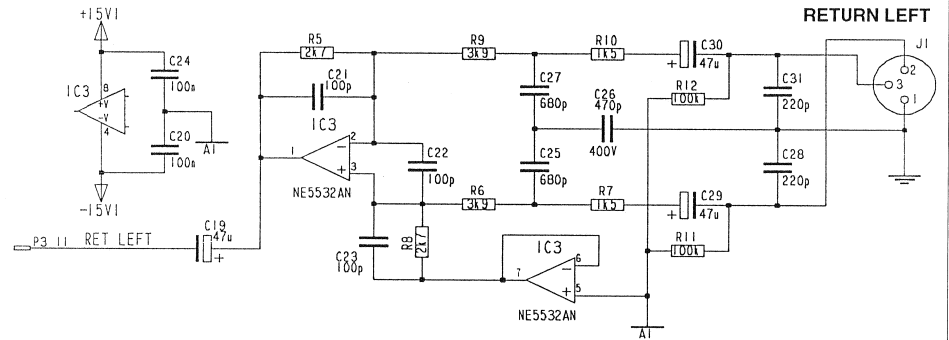 RETURN LEFT
+15V1
C24
100n
IC3
8
+V
-V
4
C20
100n
A1
-15V1
P3 11 RET LEFT
C19
47u
+
R5
2k7
C21
100p
IC3
1
2
3
-
+
NE5532AN
C22
100p
C23
100p
R8
2k7
R9
3k9
R6
3k9
C27
680p
C25
680p
C26
470p
400V
R10
1k5
R7
1k5
C30
47u
+
R12
100k
C29
47u
+
R11
100k
C31
220p
C28
220p
J1
2
3
1
IC3
7
6
5
-
+
NE5532AN
A1